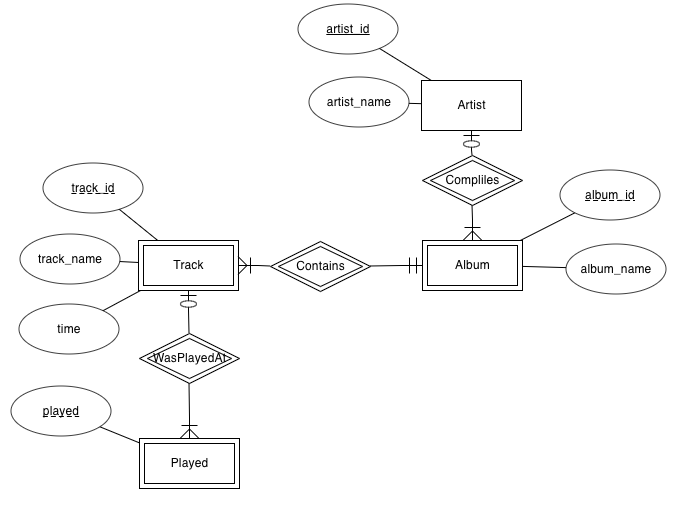 artist_id
artist_name
Artist
Compliles
track_id
album_id
track_name
Track
Contains
Album
album_name
time
WasPlayedAt
played
Played